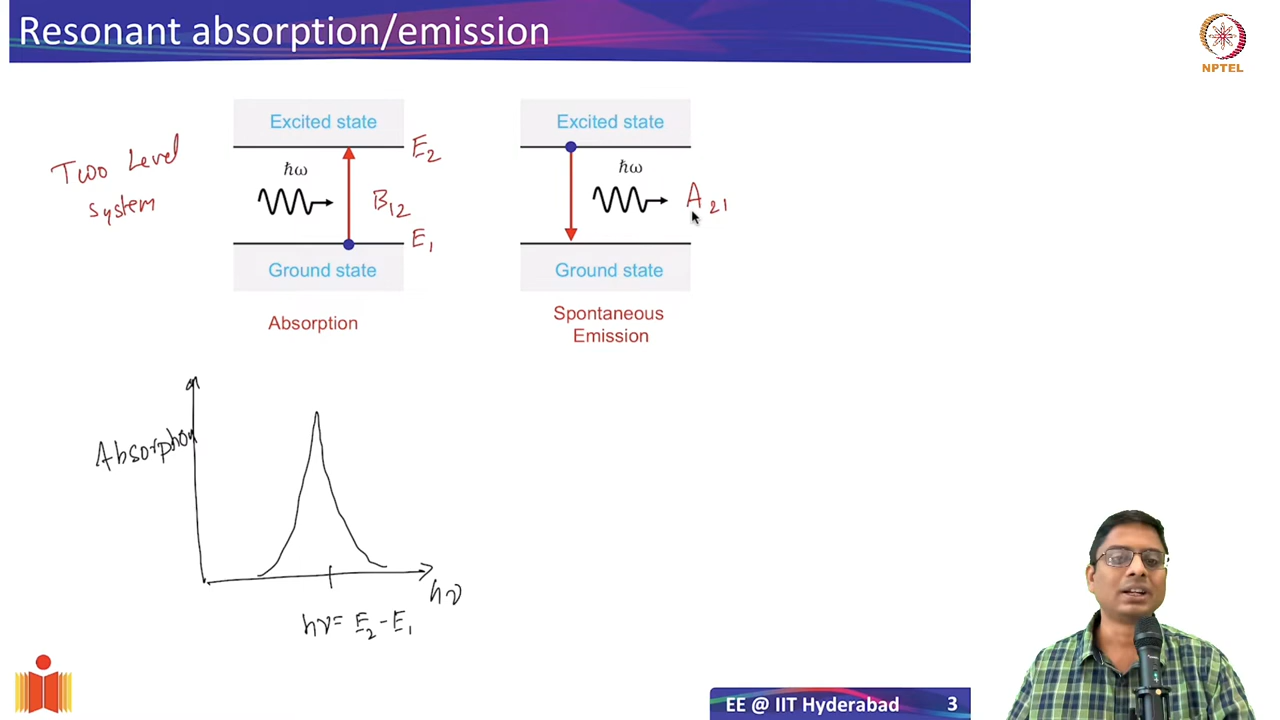 Resonant absorption/emission
NPTEL
Two Level
system
Excited state
E2
ħω
B12
E1
Ground state
Absorption
Excited state
ħω
A21
Ground state
Spontaneous
Emission
Absorption
hν
hν = E2 - E1
EE @ IIT Hyderabad
3